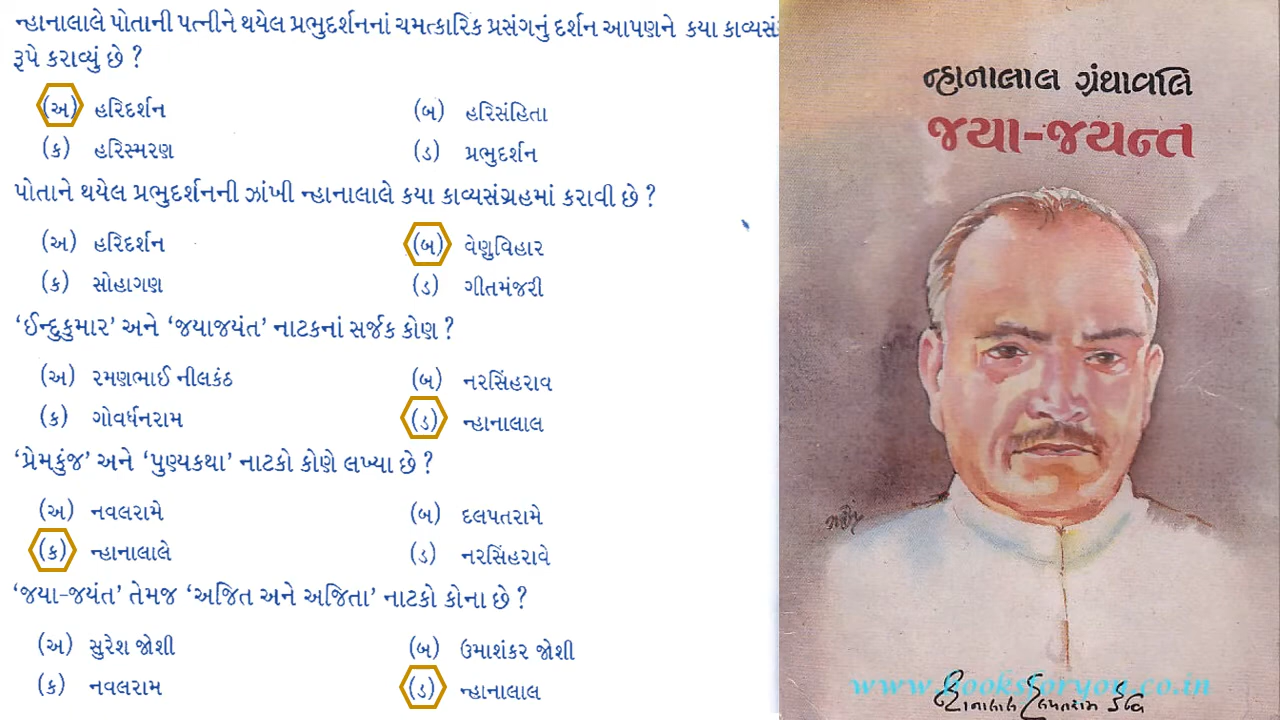 ન્હાનાલાલે પોતાની પત્નીને થયેલ પ્રભુદર્શનનાં ચમત્કારિક પ્રસંગનું દર્શન આપણને કયા
રૂપે કરાવ્યું છે ?
(અ) હરિદર્શન (બ) હરિસંહિતા
(ક) હરિસ્મરણ (ડ) પ્રભુદર્શન
પોતાને થયેલ પ્રભુદર્શનની ઝાંખી ન્હાનાલાલે કયા કાવ્યસંગ્રહમાં કરાવી છે ?
(અ) હરિદર્શન (બ) વેણુવિહાર
(ક) સોહાગણ (ડ) ગીતમંજરી
‘ઈન્દુકુમાર’ અને ‘જયાજયંત’ નાટકનાં સર્જક કોણ ?
(અ) રમણભાઈ નીલકંઠ (બ) નરસિંહરાવ
(ક) ગોવર્ધનરામ (ડ) ન્હાનાલાલ
‘પ્રેમકુંજ’ અને ‘પુણ્યકથા’ નાટકો કોણે લખ્યા છે ?
(અ) નવલરામે (બ) દલપતરામે
(ક) ન્હાનાલાલે (ડ) નરસિંહરાવે
‘જયા-જયંત’ તેમજ ‘અજિત અને અજિતા’ નાટકો કોના છે ?
(અ) સુરેશ જોશી (બ) ઉમાશંકર જોશી
(ક) નવલરામ (ડ) ન્હાનાલાલ
ન્હાનાલાલ ગ્રંથાવલિ
જયા-જયન્ત
www.booksforyou.co.in
ન્હાનાલાલ દલપતરામ કવિ